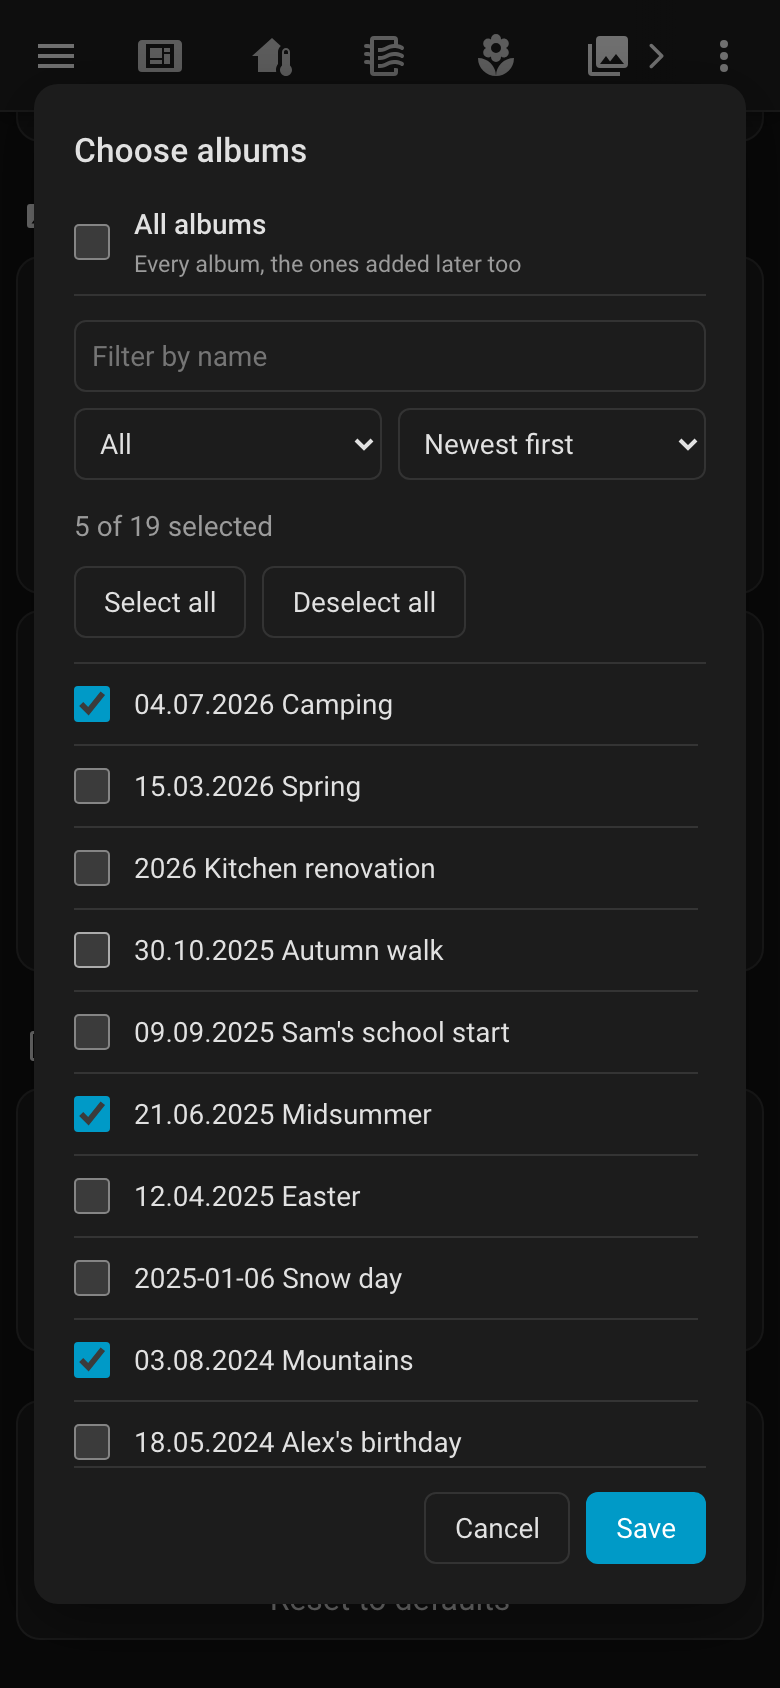 Choose albums
All albums
Every album, the ones added later too
Filter by name
All
Newest first
5 of 19 selected
Select all
Deselect all
04.07.2026 Camping
15.03.2026 Spring
2026 Kitchen renovation
30.10.2025 Autumn walk
09.09.2025 Sam's school start
21.06.2025 Midsummer
12.04.2025 Easter
2025-01-06 Snow day
03.08.2024 Mountains
18.05.2024 Alex's birthday
Cancel
Save
Reset to defaults